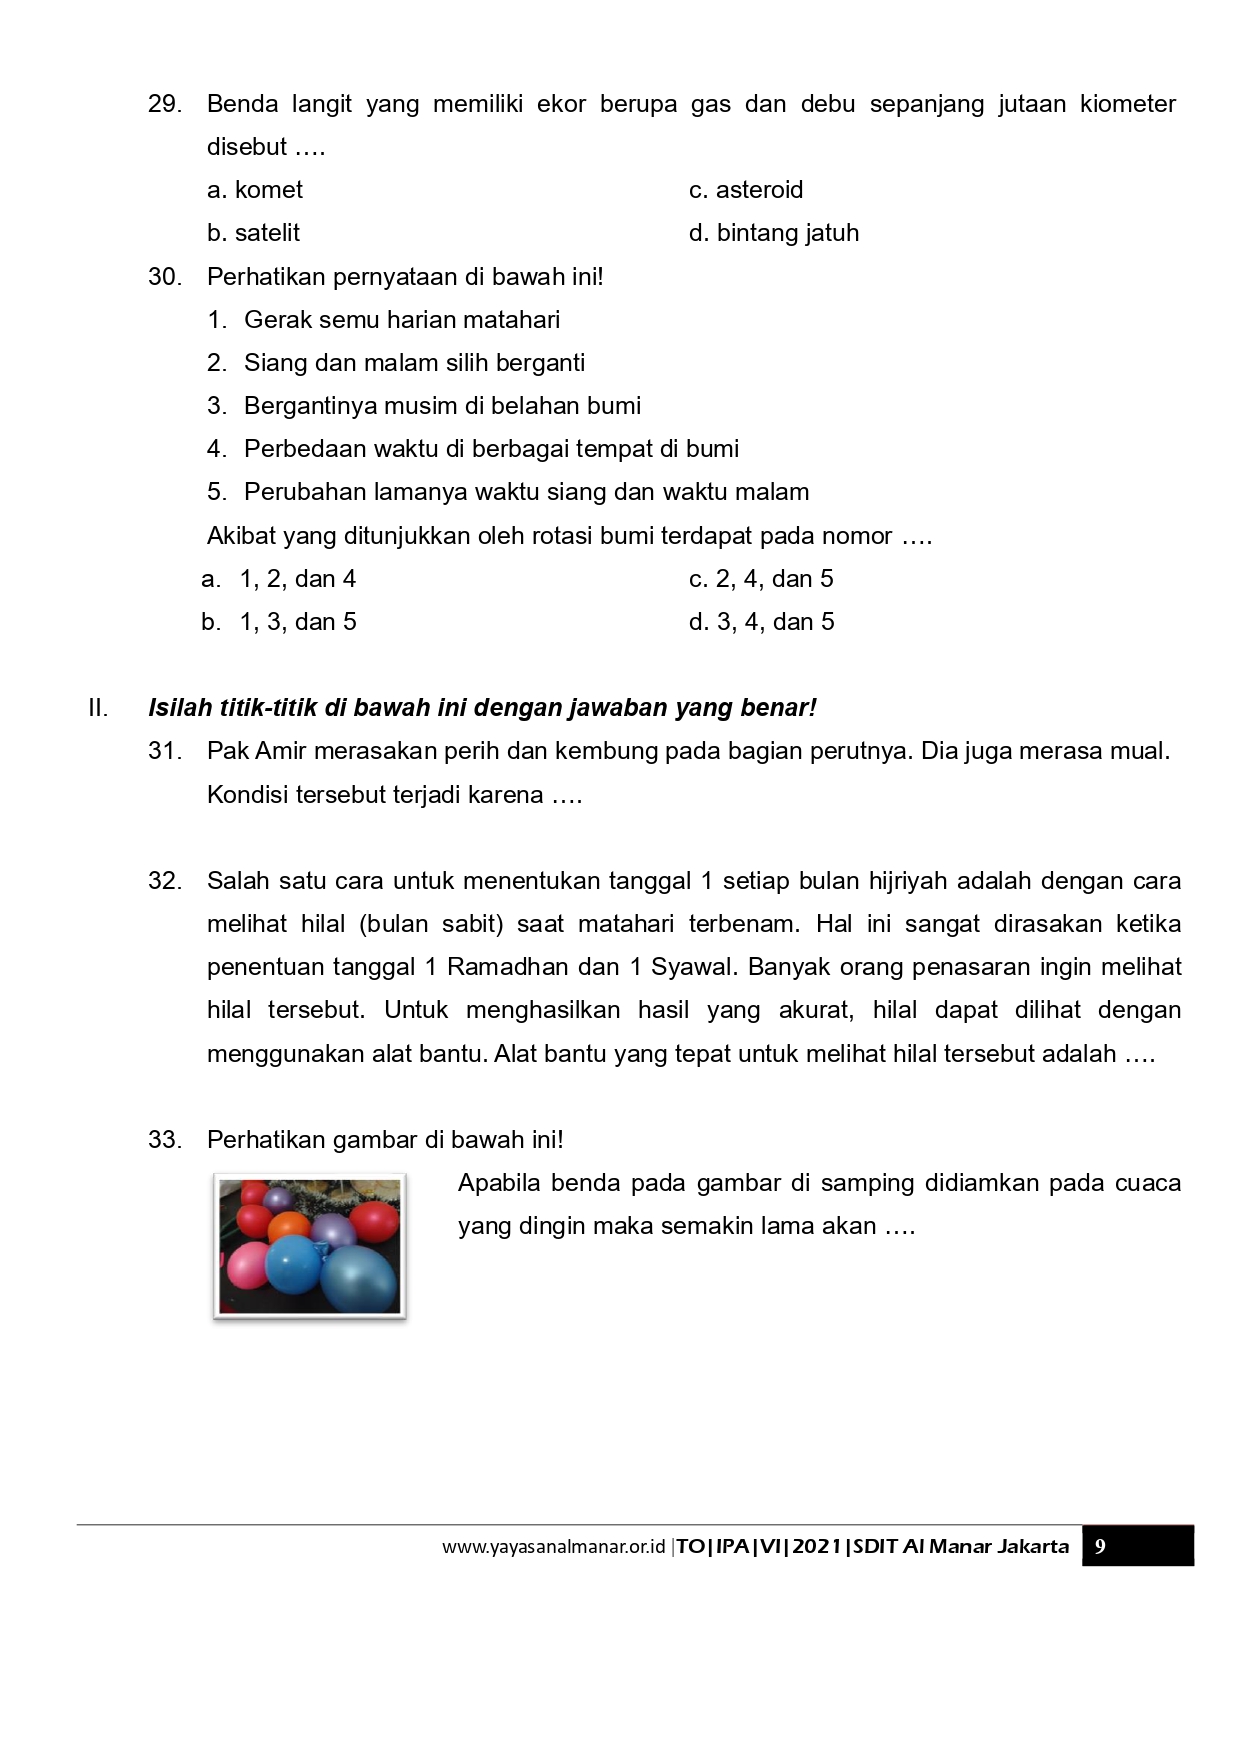 29. Benda langit yang memiliki ekor berupa gas dan debu sepanjang jutaan kiometer
disebut ….
a. komet c. asteroid
b. satelit d. bintang jatuh
30. Perhatikan pernyataan di bawah ini!
1. Gerak semu harian matahari
2. Siang dan malam silih berganti
3. Bergantinya musim di belahan bumi
4. Perbedaan waktu di berbagai tempat di bumi
5. Perubahan lamanya waktu siang dan waktu malam
Akibat yang ditunjukkan oleh rotasi bumi terdapat pada nomor ….
a. 1, 2, dan 4 c. 2, 4, dan 5
b. 1, 3, dan 5 d. 3, 4, dan 5
II. Isilah titik-titik di bawah ini dengan jawaban yang benar!
31. Pak Amir merasakan perih dan kembung pada bagian perutnya. Dia juga merasa mual.
Kondisi tersebut terjadi karena ….
32. Salah satu cara untuk menentukan tanggal 1 setiap bulan hijriyah adalah dengan cara
melihat hilal (bulan sabit) saat matahari terbenam. Hal ini sangat dirasakan ketika
penentuan tanggal 1 Ramadhan dan 1 Syawal. Banyak orang penasaran ingin melihat
hilal tersebut. Untuk menghasilkan hasil yang akurat, hilal dapat dilihat dengan
menggunakan alat bantu. Alat bantu yang tepat untuk melihat hilal tersebut adalah ….
33. Perhatikan gambar di bawah ini!
Apabila benda pada gambar di samping didiamkan pada cuaca
yang dingin maka semakin lama akan ….
www.yayasanalmanar.or.id |TO|IPA|VI|2021|SDIT Al Manar Jakarta 9